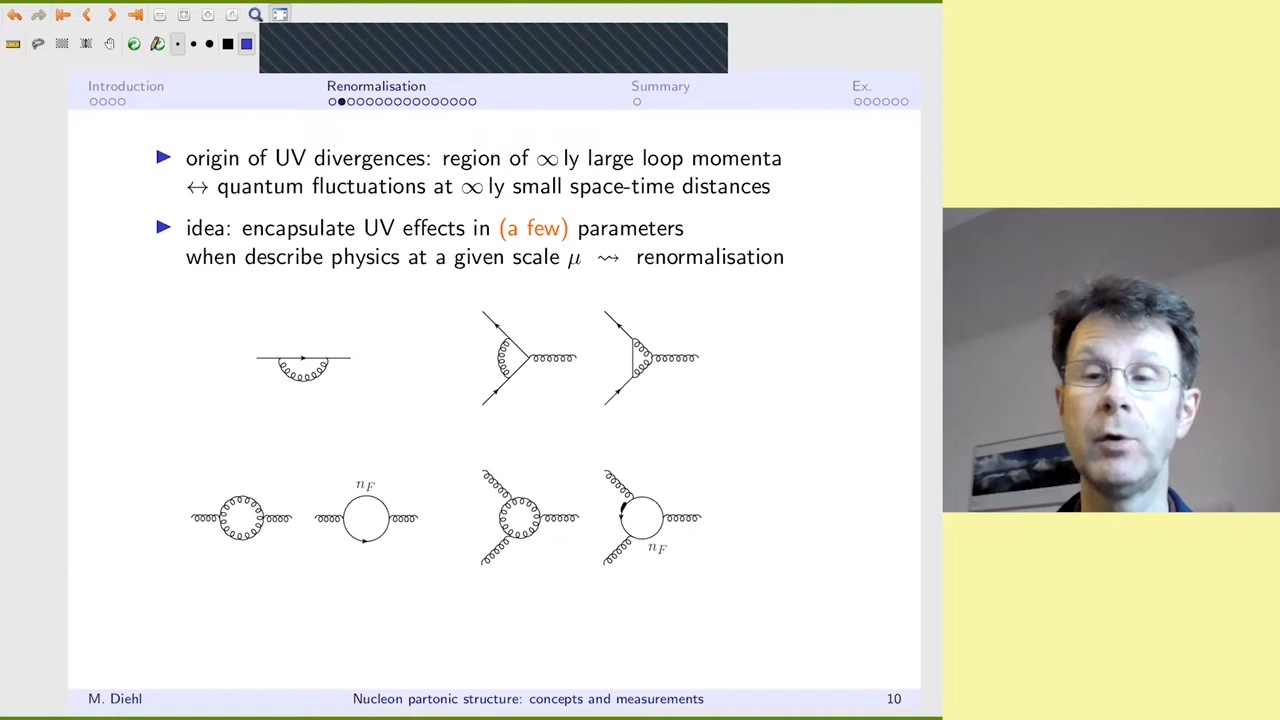 Introduction
Renormalisation
Summary
Ex.
▶ origin of UV divergences: region of ∞ly large loop momenta
↔ quantum fluctuations at ∞ly small space-time distances
▶ idea: encapsulate UV effects in (a few) parameters
when describe physics at a given scale μ ⇝ renormalisation
n_F
n_F
M. Diehl
Nucleon partonic structure: concepts and measurements
10